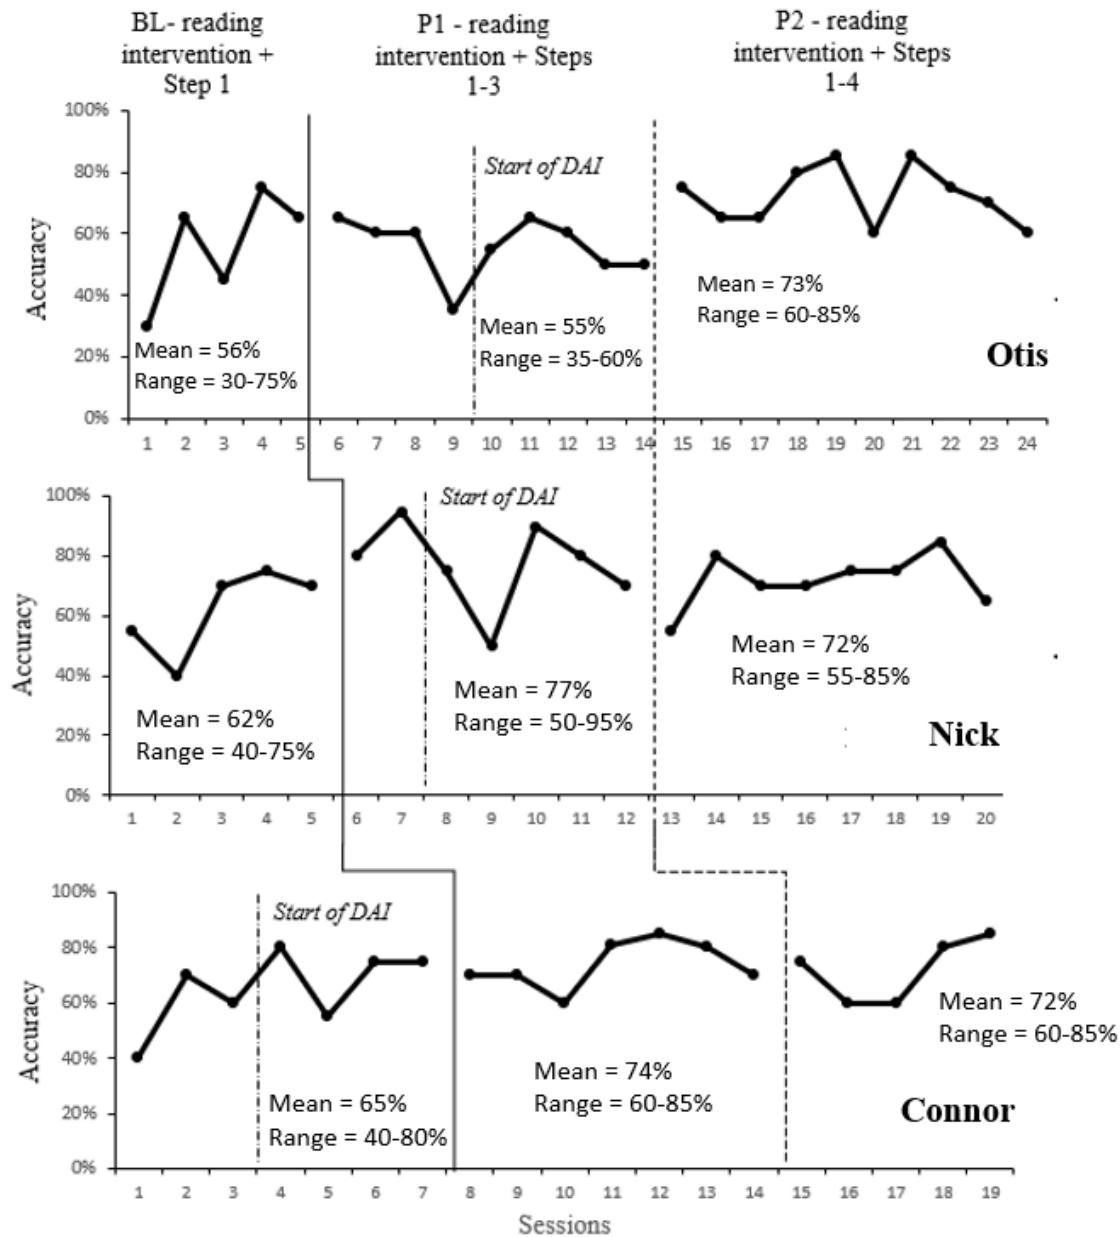 BL- reading
intervention +
Step 1
P1 - reading
intervention + Steps
1-3
P2 - reading
intervention + Steps
1-4
100%
80%
60%
40%
20%
0%
Accuracy
Start of DAI
Mean = 56%
Range = 30-75%
Mean = 55%
Range = 35-60%
Mean = 73%
Range = 60-85%
Otis
1 2 3 4 5 6 7 8 9 10 11 12 13 14 15 16 17 18 19 20 21 22 23 24
100%
80%
60%
40%
20%
0%
Accuracy
Start of DAI
Mean = 62%
Range = 40-75%
Mean = 77%
Range = 50-95%
Mean = 72%
Range = 55-85%
Nick
1 2 3 4 5 6 7 8 9 10 11 12 13 14 15 16 17 18 19 20
100%
80%
60%
40%
20%
0%
Accuracy
Start of DAI
Mean = 65%
Range = 40-80%
Mean = 74%
Range = 60-85%
Mean = 72%
Range = 60-85%
Connor
1 2 3 4 5 6 7 8 9 10 11 12 13 14 15 16 17 18 19
Sessions